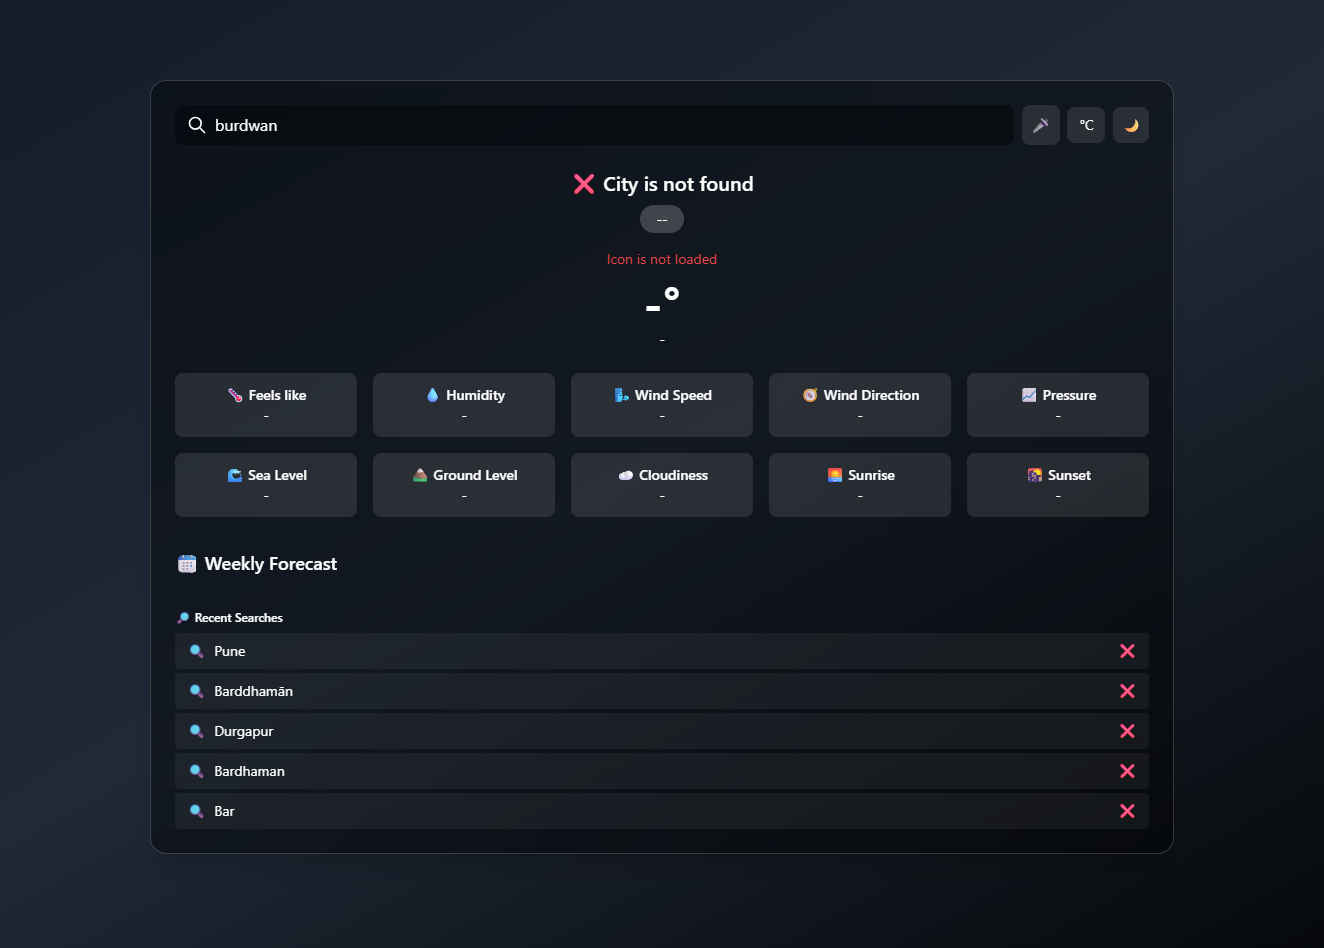 burdwan
°C
❌ City is not found
--
Icon is not loaded
-°
-
Feels like
-
Humidity
-
Wind Speed
-
Wind Direction
-
Pressure
-
Sea Level
-
Ground Level
-
Cloudiness
-
Sunrise
-
Sunset
-
Weekly Forecast
Recent Searches
Pune
Barddhamān
Durgapur
Bardhaman
Bar